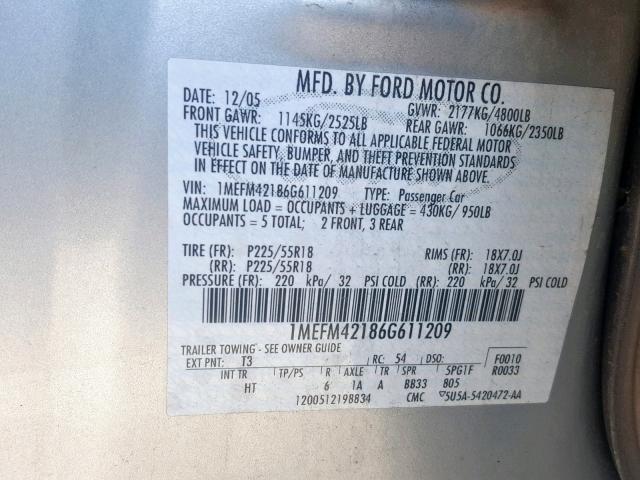 MFD. BY FORD MOTOR CO.
DATE: 12/05 GVWR: 2177KG/4800LB
FRONT GAWR: 1145KG/2525LB REAR GAWR: 1066KG/2350LB
THIS VEHICLE CONFORMS TO ALL APPLICABLE FEDERAL MOTOR
VEHICLE SAFETY, BUMPER, AND THEFT PREVENTION STANDARDS
IN EFFECT ON THE DATE OF MANUFACTURE SHOWN ABOVE.
VIN: 1MEFM42186G611209 TYPE: Passenger Car
MAXIMUM LOAD = OCCUPANTS + LUGGAGE = 430KG/ 950LB
OCCUPANTS = 5 TOTAL; 2 FRONT, 3 REAR
TIRE (FR): P225/55R18 RIMS (FR): 18X7.0J
(RR): P225/55R18 (RR): 18X7.0J
PRESSURE (FR): 220 kPa/ 32 PSI COLD (RR): 220 kPa/ 32 PSI COLD
1MEFM42186G611209
TRAILER TOWING - SEE OWNER GUIDE
EXT PNT: T3 RC: 54 DSO: F0010
INT TR TP/PS R AXLE TR SPR SPG1F R0033
HT 6 1A A BB33 805
1200512198834 CMC ▽5U5A-5420472-AA